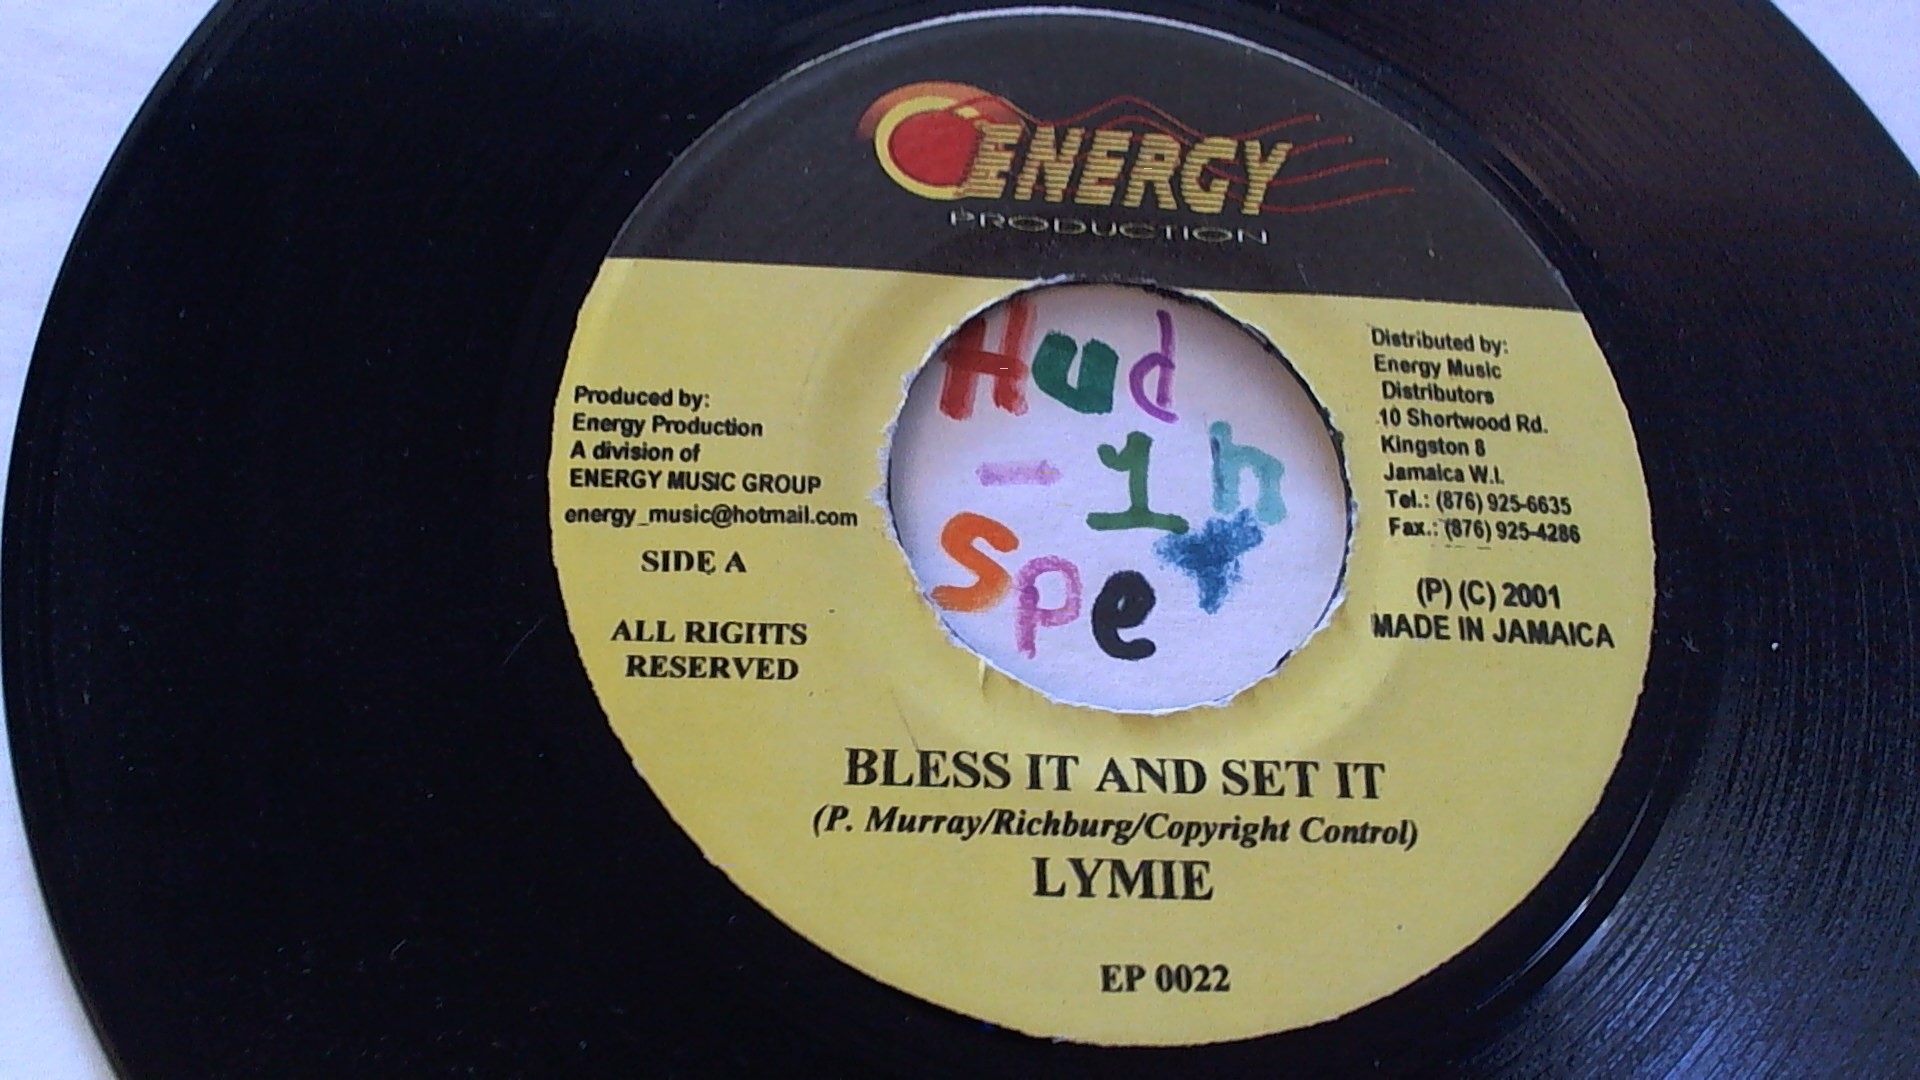 ENERGY
PRODUCTION
Hud
-1h
Spet
Produced by:
Energy Production
A division of
ENERGY MUSIC GROUP
energy_music@hotmail.com
SIDE A
ALL RIGHTS
RESERVED
Distributed by:
Energy Music
Distributors
10 Shortwood Rd.
Kingston 8
Jamaica W.I.
Tel.: (876) 925-6635
Fax.: (876) 925-4286
(P) (C) 2001
MADE IN JAMAICA
BLESS IT AND SET IT
(P. Murray/Richburg/Copyright Control)
LYMIE
EP 0022